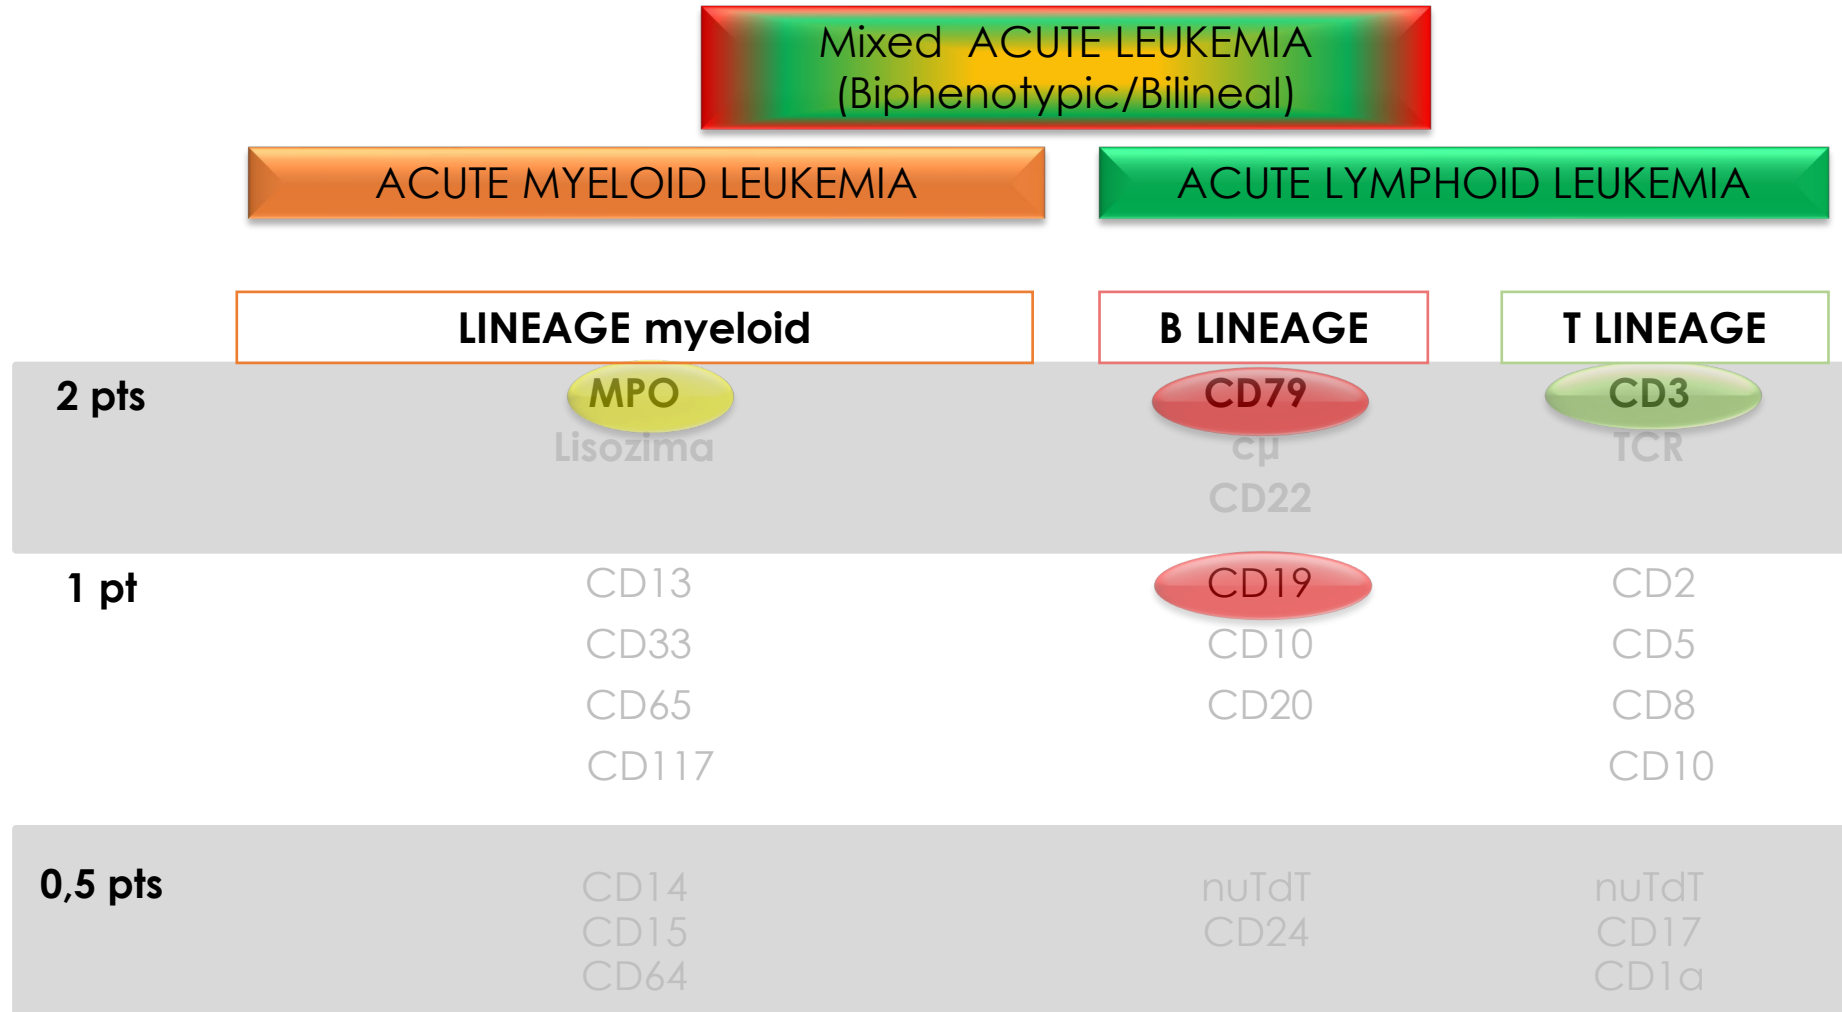 Mixed ACUTE LEUKEMIA
(Biphenotypic/Bilineal)
ACUTE MYELOID LEUKEMIA
ACUTE LYMPHOID LEUKEMIA
LINEAGE myeloid
B LINEAGE
T LINEAGE
2 pts
MPO
CD79
CD3
Lisozima
cµ
TCR
CD22
1 pt
CD13
CD19
CD2
CD33
CD10
CD5
CD65
CD20
CD8
CD117
CD10
0,5 pts
CD14
nuTdT
nuTdT
CD15
CD24
CD17
CD64
CD1a